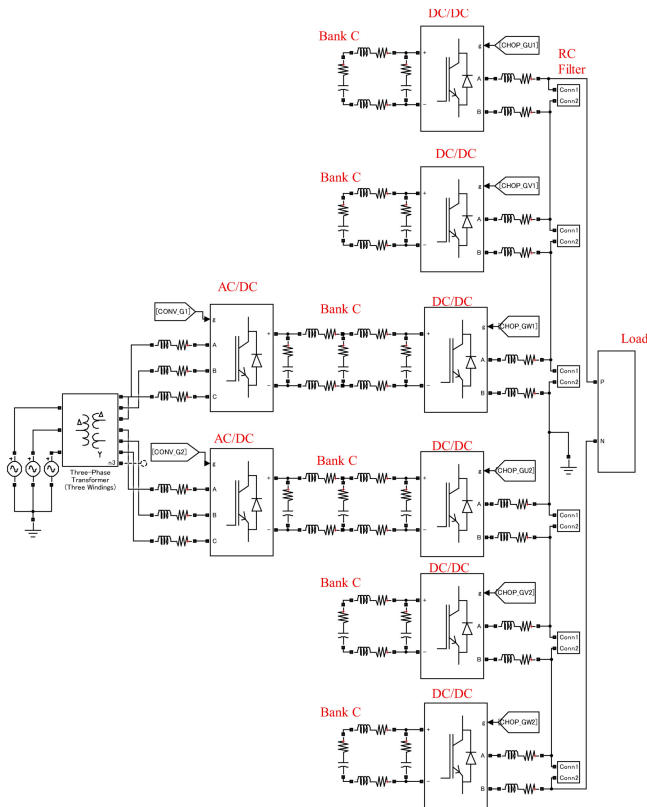 DC/DC
Bank C
g
[CHOP_GU1]
RC
Filter
+
A
Conn1
Conn2
−
B
DC/DC
Bank C
g
[CHOP_GV1]
+
A
Conn1
−
B
Conn2
AC/DC
Bank C
DC/DC
[CONV_G1]
g
g
[CHOP_GW1]
Load
+
+
A
A
B
Conn1
P
C
−
−
B
Conn2
Δ
Δ
Y
n3
Three-Phase
Transformer
(Three Windings)
AC/DC
Bank C
DC/DC
[CONV_G2]
g
g
[CHOP_GU2]
N
+
+
A
A
B
Conn1
C
−
−
B
Conn2
DC/DC
Bank C
g
[CHOP_GV2]
+
A
Conn1
−
B
Conn2
DC/DC
Bank C
g
[CHOP_GW2]
+
A
Conn1
−
B
Conn2